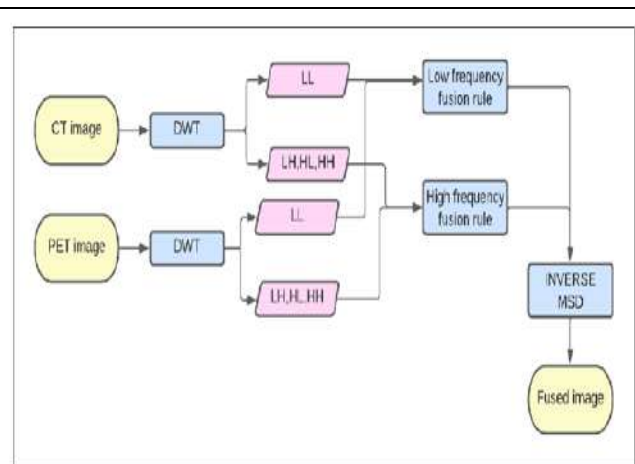 CT image
DWT
LL
LH,HL,HH
Low frequency
fusion rule
PET image
DWT
LL
LH,HL,HH
High frequency
fusion rule
INVERSE
MSD
Fused image